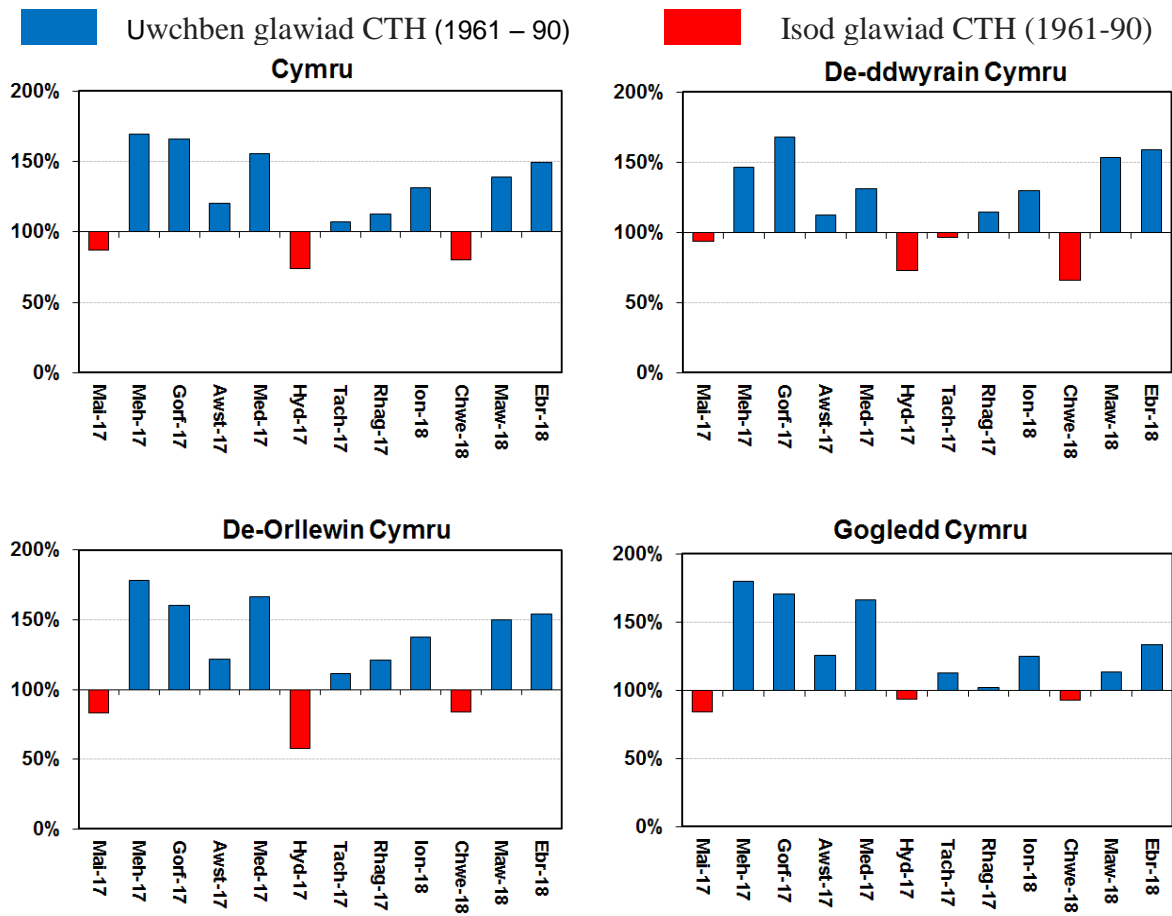 Uwchben glawiad CTH (1961 – 90)
Isod glawiad CTH (1961-90)
Cymru
200%
150%
100%
50%
0%
Mai-17
Meh-17
Gorf-17
Awst-17
Med-17
Hyd-17
Tach-17
Rhag-17
Ion-18
Chwe-18
Maw-18
Ebr-18
De-ddwyrain Cymru
200%
150%
100%
50%
0%
Mai-17
Meh-17
Gorf-17
Awst-17
Med-17
Hyd-17
Tach-17
Rhag-17
Ion-18
Chwe-18
Maw-18
Ebr-18
De-Orllewin Cymru
200%
150%
100%
50%
0%
Mai-17
Meh-17
Gorf-17
Awst-17
Med-17
Hyd-17
Tach-17
Rhag-17
Ion-18
Chwe-18
Maw-18
Ebr-18
Gogledd Cymru
200%
150%
100%
50%
0%
Mai-17
Meh-17
Gorf-17
Awst-17
Med-17
Hyd-17
Tach-17
Rhag-17
Ion-18
Chwe-18
Maw-18
Ebr-18